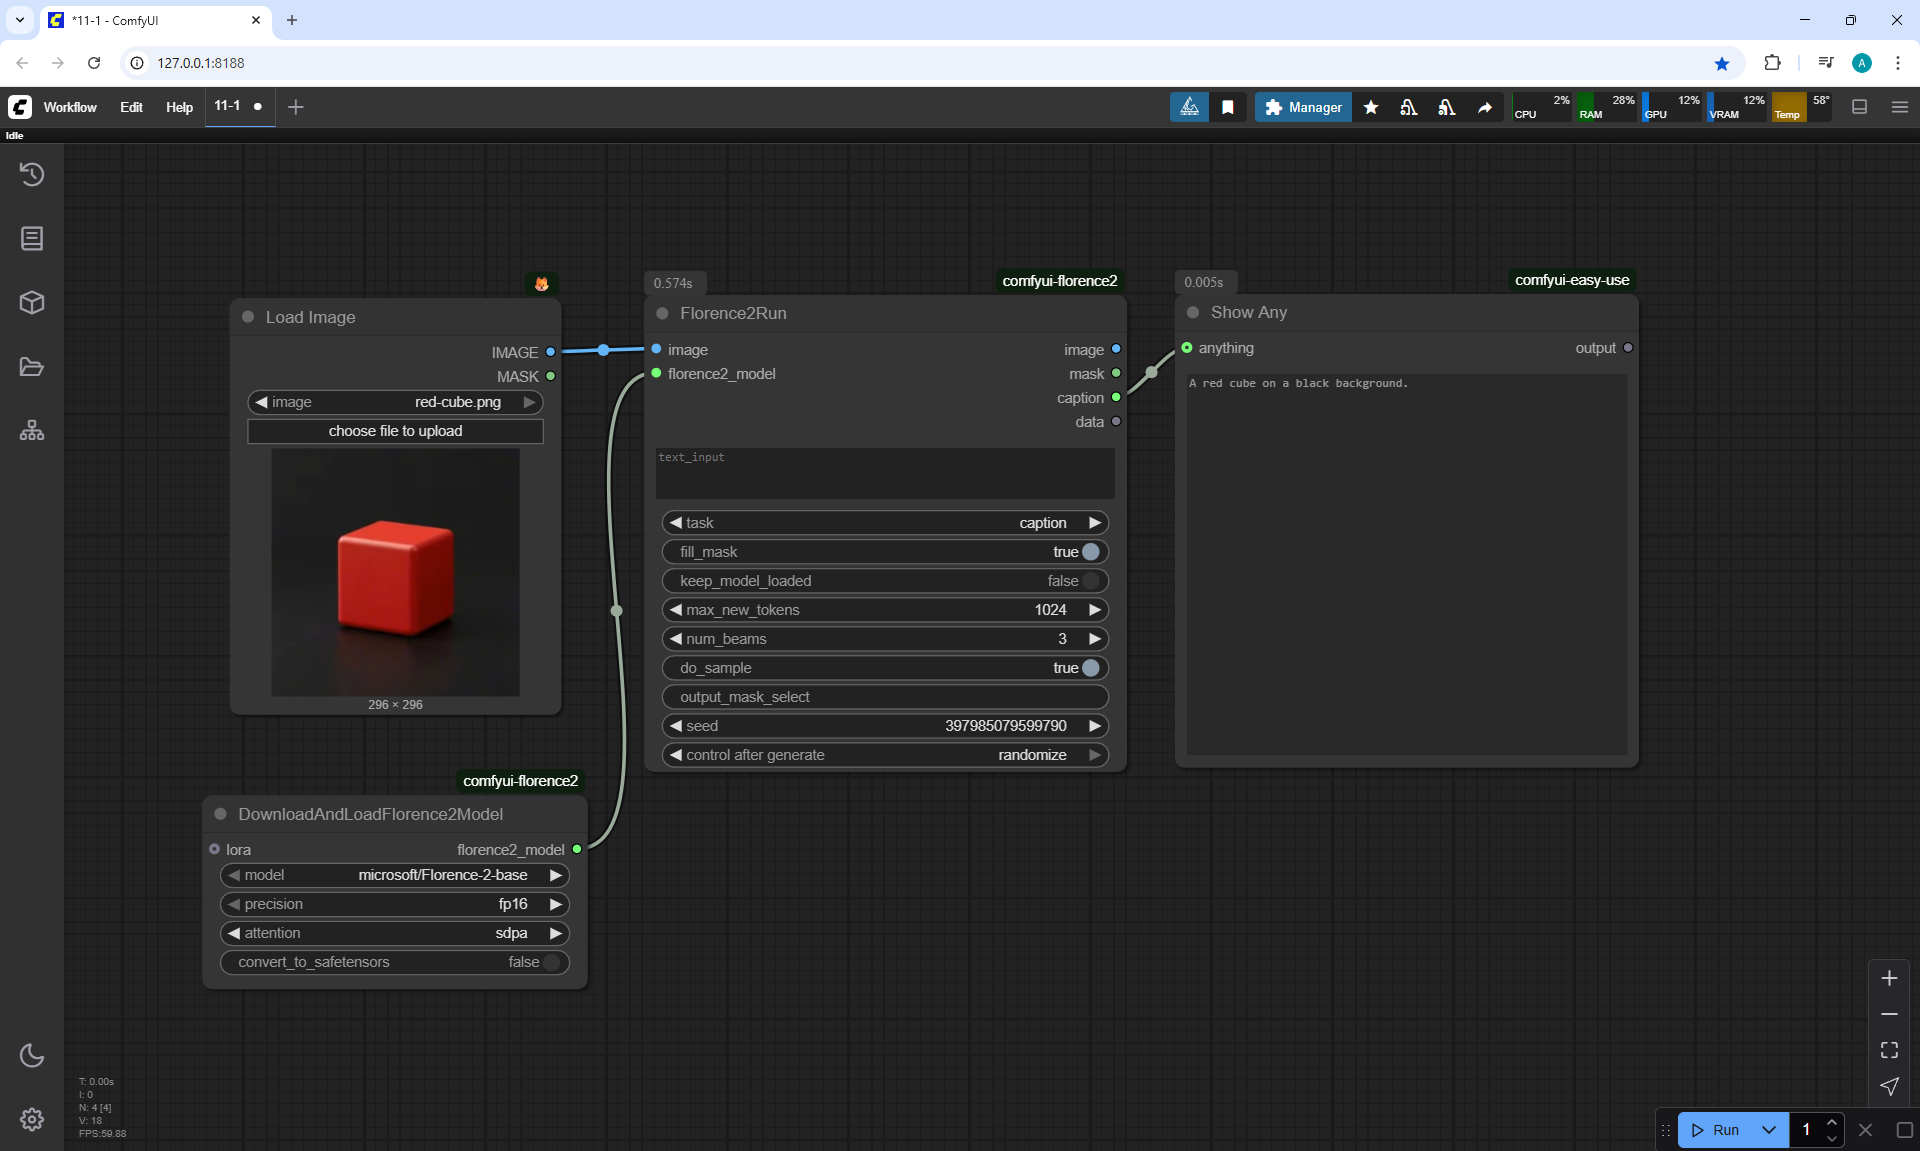 *11-1 - ComfyUI
127.0.0.1:8188
Workflow Edit Help 11-1
Manager
CPU 2% RAM 28% GPU 12% VRAM 12% Temp 58°
Idle
Load Image
IMAGE
MASK
image red-cube.png
choose file to upload
296 × 296
comfyui-florence2
DownloadAndLoadFlorence2Model
lora florence2_model
model microsoft/Florence-2-base
precision fp16
attention sdpa
convert_to_safetensors false
0.574s comfyui-florence2
Florence2Run
image image
florence2_model mask
caption
data
text_input
task caption
fill_mask true
keep_model_loaded false
max_new_tokens 1024
num_beams 3
do_sample true
output_mask_select
seed 397985079599790
control after generate randomize
0.005s comfyui-easy-use
Show Any
anything output
A red cube on a black background.
T: 0.00s
I: 0
N: 4 [4]
V: 18
FPS:59.88
Run 1
A